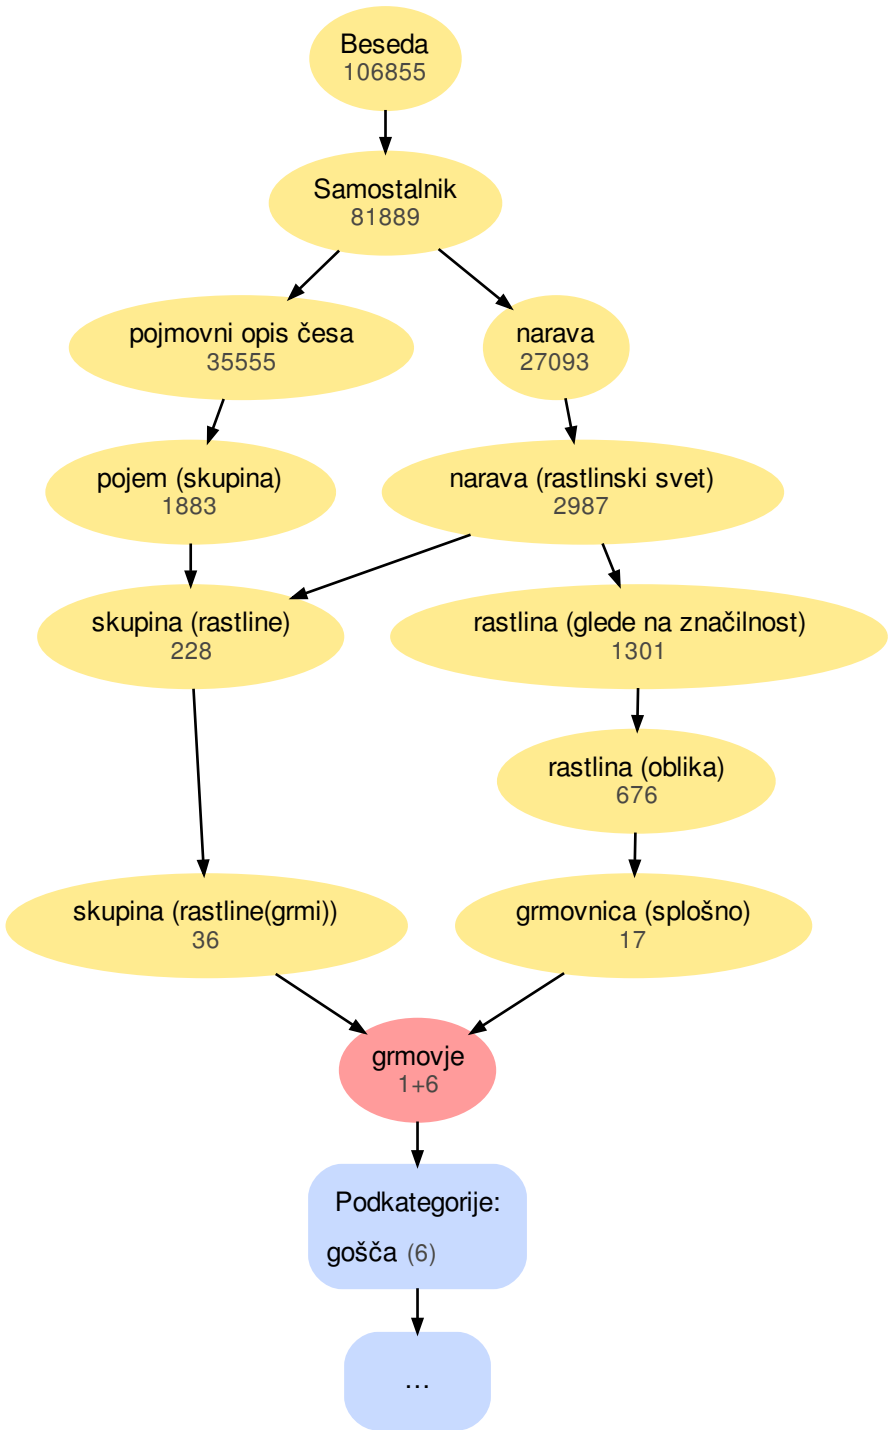 Beseda
106855
Samostalnik
81889
pojmovni opis česa
35555
narava
27093
pojem (skupina)
1883
narava (rastlinski svet)
2987
skupina (rastline)
228
rastlina (glede na značilnost)
1301
rastlina (oblika)
676
skupina (rastline(grmi))
36
grmovnica (splošno)
17
grmovje
1+6
Podkategorije:
gošča (6)
...